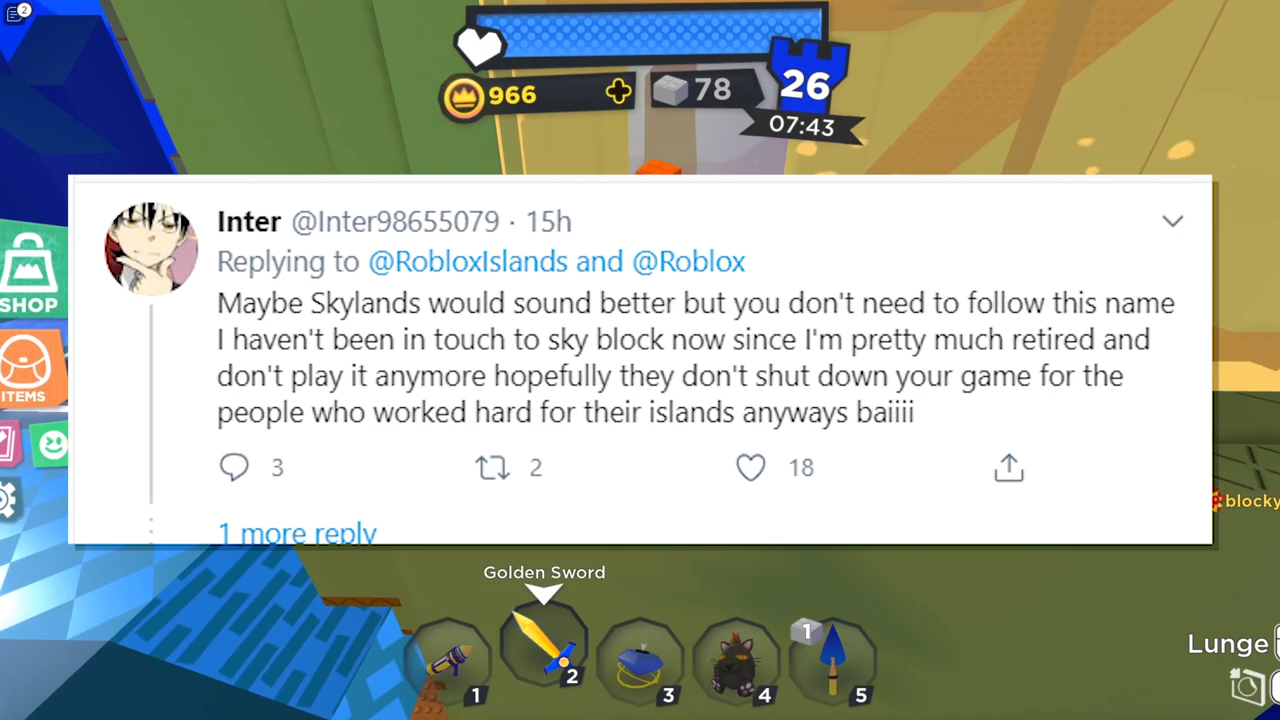 2
966
78
26
07:43
SHOP
ITEMS
Inter @Inter98655079 · 15h
Replying to @RobloxIslands and @Roblox
Maybe Skylands would sound better but you don't need to follow this name
I haven't been in touch to sky block now since I'm pretty much retired and
don't play it anymore hopefully they don't shut down your game for the
people who worked hard for their islands anyways baiiii
3 2 18
1 more reply
blocky
Golden Sword
1
1 2 3 4 5
Lunge